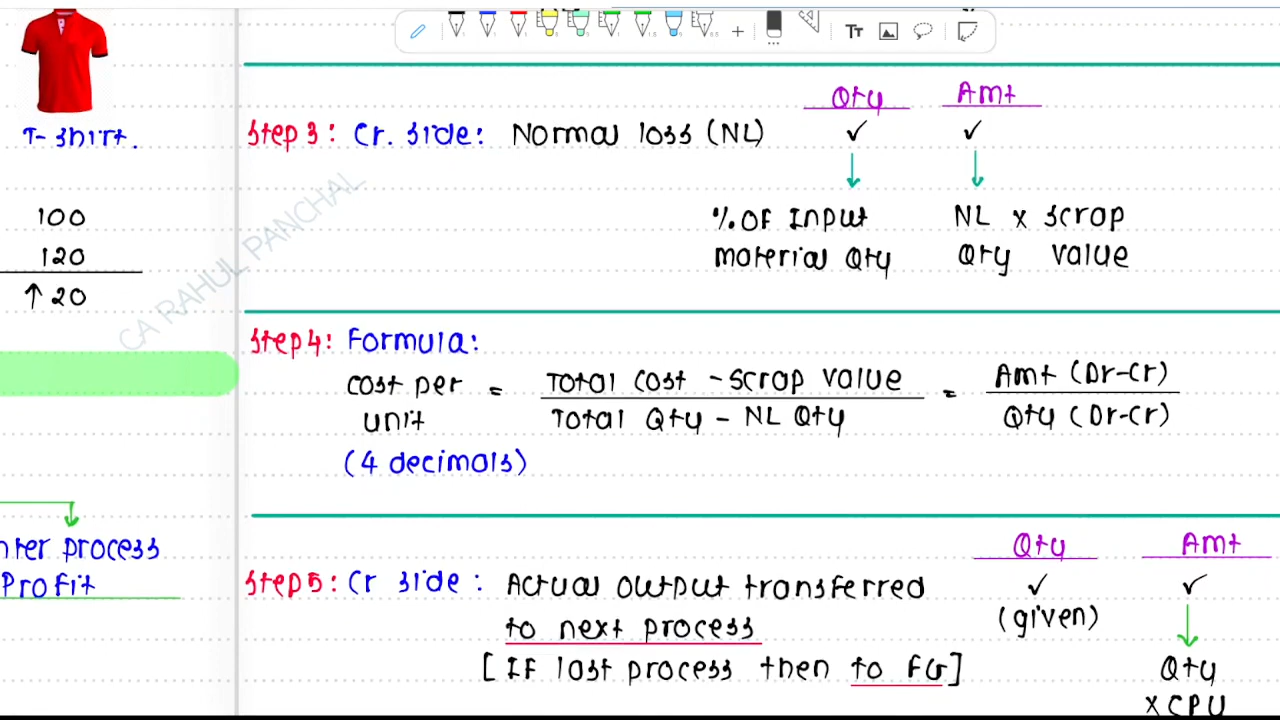 T-shirt.
100
120
↑ 20
nter process
Profit
CA RAHUL PANCHAL
Qty Amt
Step 3: Cr. side: Normal loss (NL) ✓ ✓
% OF Input NL x scrap
material Qty Qty value
Step 4: Formula:
cost per = Total cost - scrap value = Amt (Dr-Cr)
unit Total Qty - NL Qty Qty (Dr-Cr)
(4 decimals)
Qty Amt
Step 5: Cr side: Actual output transferred ✓ ✓
to next process (given)
[If last process then to FG] Qty
x CPU